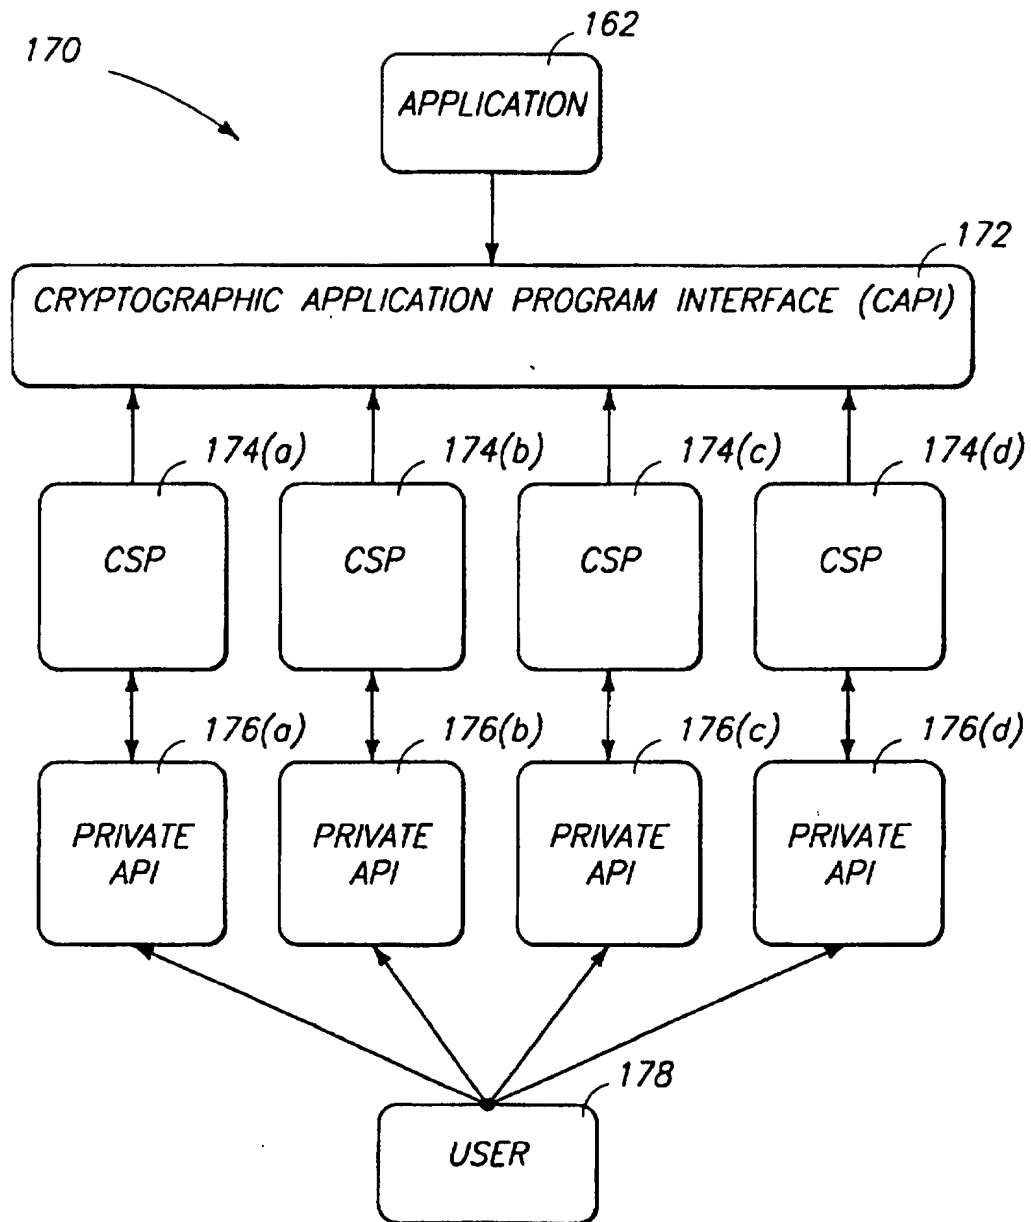 170
162
APPLICATION
172
CRYPTOGRAPHIC APPLICATION PROGRAM INTERFACE (CAPI)
174(a) 174(b) 174(c) 174(d)
CSP CSP CSP CSP
176(a) 176(b) 176(c) 176(d)
PRIVATE API PRIVATE API PRIVATE API PRIVATE API
178
USER